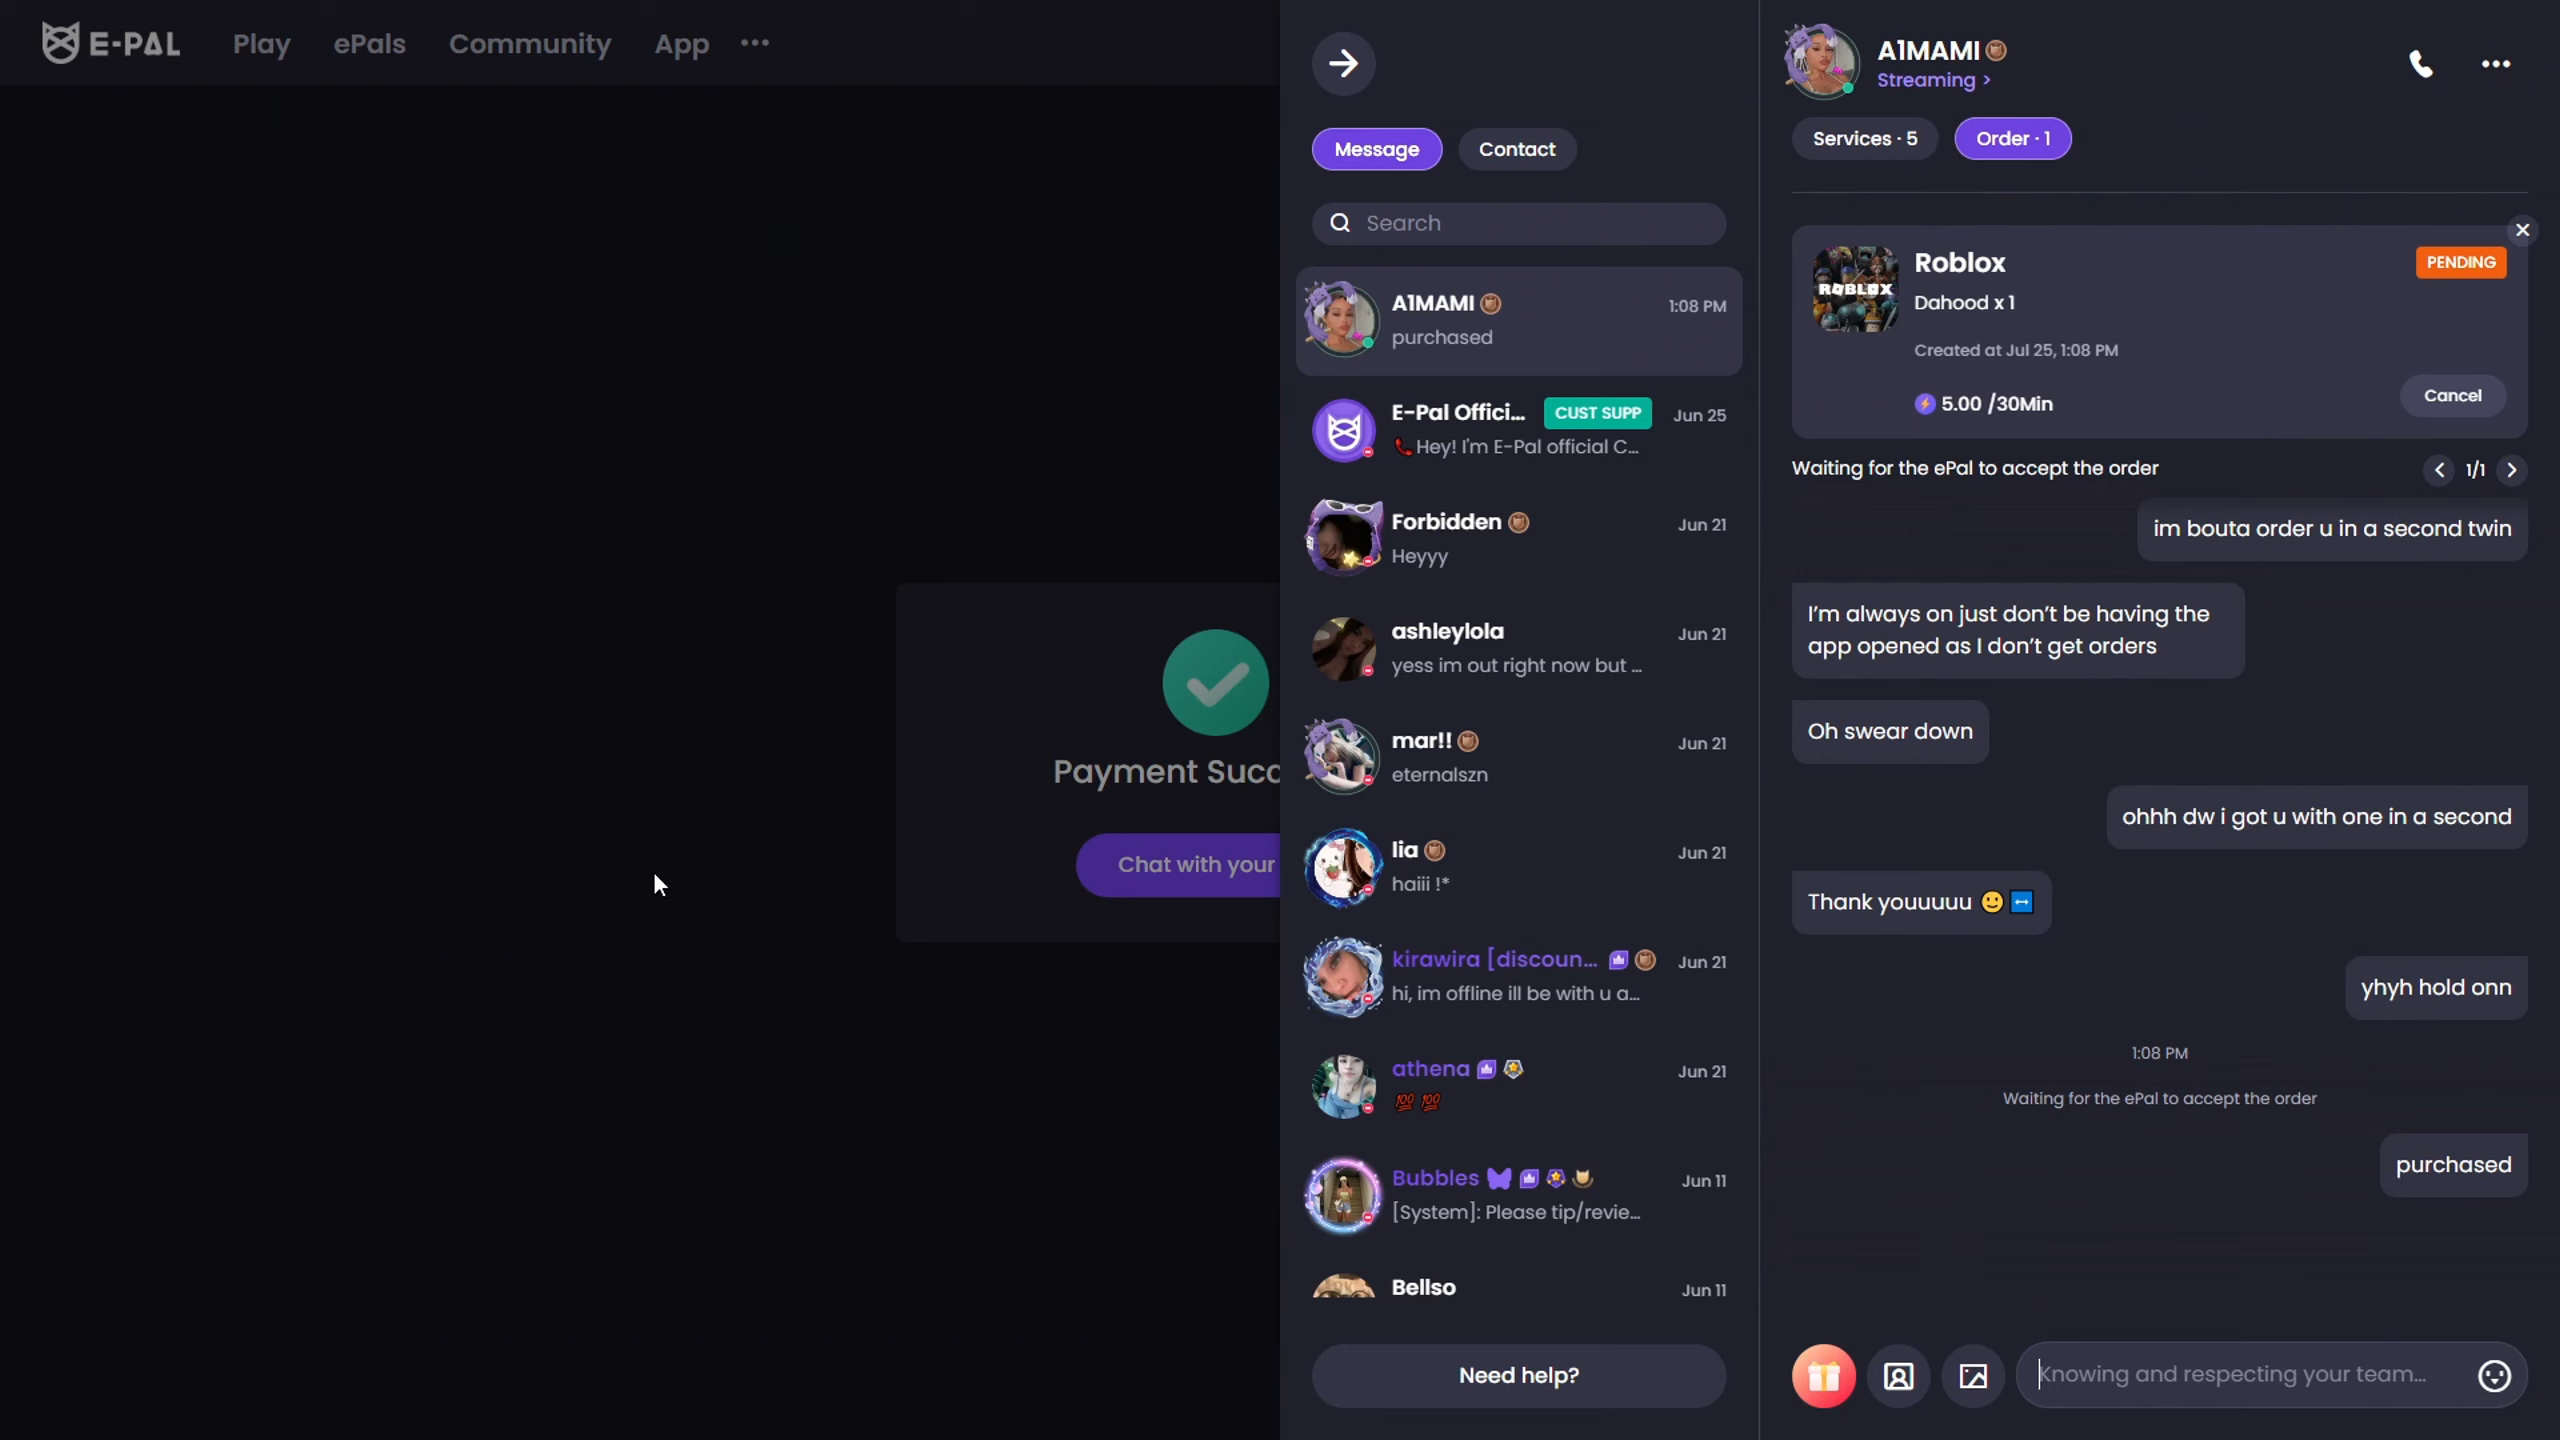 E-PAL
Play
ePals
Community
App
Message
Contact
Search
A1MAMI
1:08 PM
purchased
E-Pal Offici...
CUST SUPP
Jun 25
📞Hey! I'm E-Pal official C...
Forbidden
Jun 21
Heyyy
ashleylola
Jun 21
yess im out right now but ...
mar!!
Jun 21
eternalszn
lia
Jun 21
haiii !*
kirawira [discoun...
Jun 21
hi, im offline ill be with u a...
athena
Jun 21
💯 💯
Bubbles
Jun 11
[System]: Please tip/revie...
Bellso
Jun 11
Need help?
Payment Succ
Chat with your
A1MAMI
Streaming >
Services · 5
Order · 1
ROBLOX
Roblox
PENDING
Dahood x 1
Created at Jul 25, 1:08 PM
5.00 /30Min
Cancel
Waiting for the ePal to accept the order
1/1
im bouta order u in a second twin
I'm always on just don't be having the
app opened as I don't get orders
Oh swear down
ohhh dw i got u with one in a second
Thank youuuuu 🙂↔️
yhyh hold onn
1:08 PM
Waiting for the ePal to accept the order
purchased
Knowing and respecting your team...